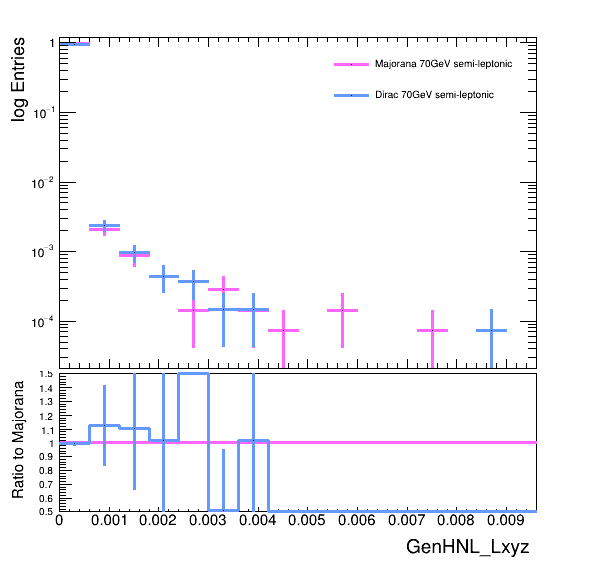 log Entries
1
10⁻¹
10⁻²
10⁻³
10⁻⁴
Majorana 70GeV semi-leptonic
Dirac 70GeV semi-leptonic
Ratio to Majorana
1.5
1.4
1.3
1.2
1.1
1
0.9
0.8
0.7
0.6
0.5
0 0.001 0.002 0.003 0.004 0.005 0.006 0.007 0.008 0.009
GenHNL_Lxyz